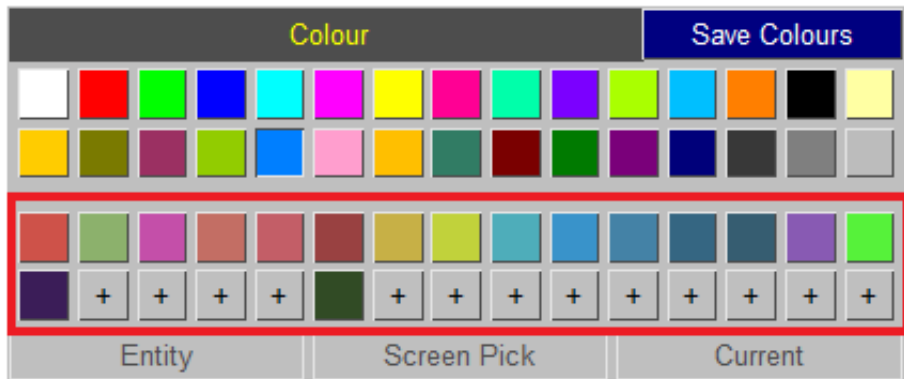 Colour Save Colours
+ + + + + + + + + + + + +
Entity Screen Pick Current